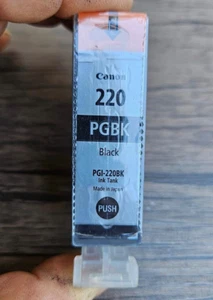 Canon
220
PGBK
Black
PGI-220BK
Ink Tank
Made in Japan
PUSH